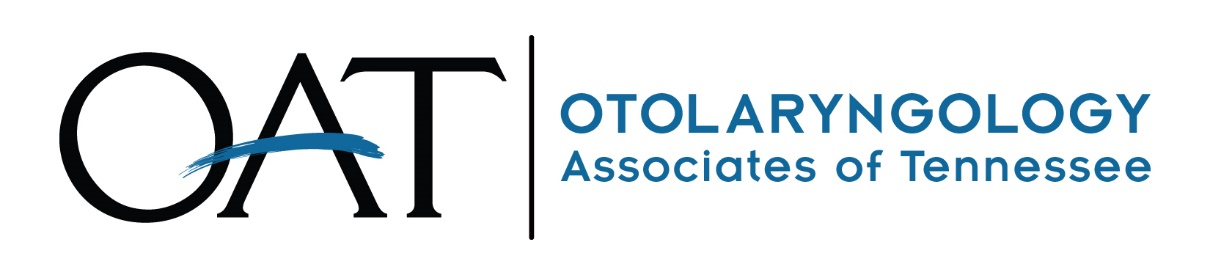 OAT
OTOLARYNGOLOGY
Associates of Tennessee